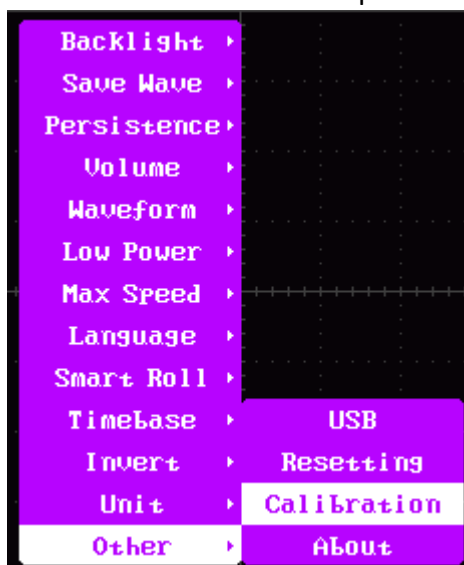 Backlight
Save Wave
Persistence
Volume
Waveform
Low Power
Max Speed
Language
Smart Roll
Timebase
Invert
Unit
Other
USB
Resetting
Calibration
About